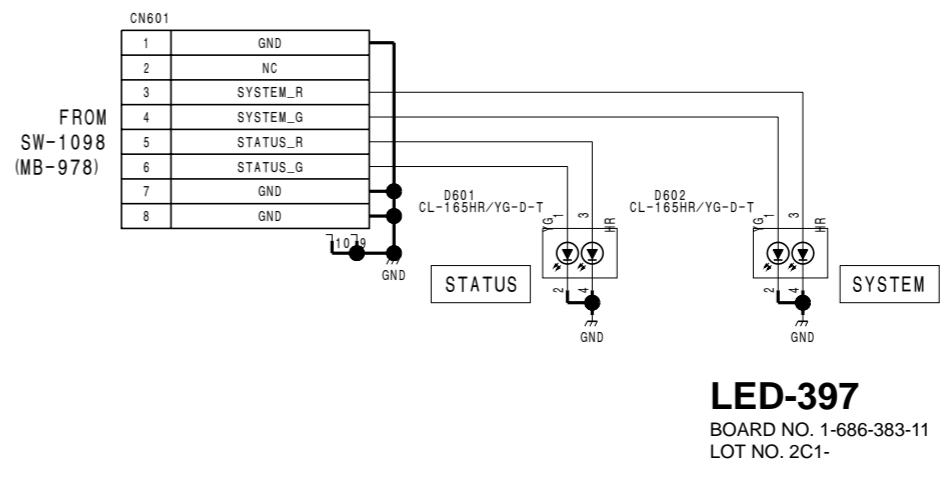 CN601
1 GND
2 NC
3 SYSTEM_R
4 SYSTEM_G
5 STATUS_R
6 STATUS_G
7 GND
8 GND
FROM
SW-1098
(MB-978)
10 9
GND
D601
CL-165HR/YG-D-T
YG 1 3 HR
2 4
GND
STATUS
D602
CL-165HR/YG-D-T
YG 1 3 HR
2 4
GND
SYSTEM
LED-397
BOARD NO. 1-686-383-11
LOT NO. 2C1-